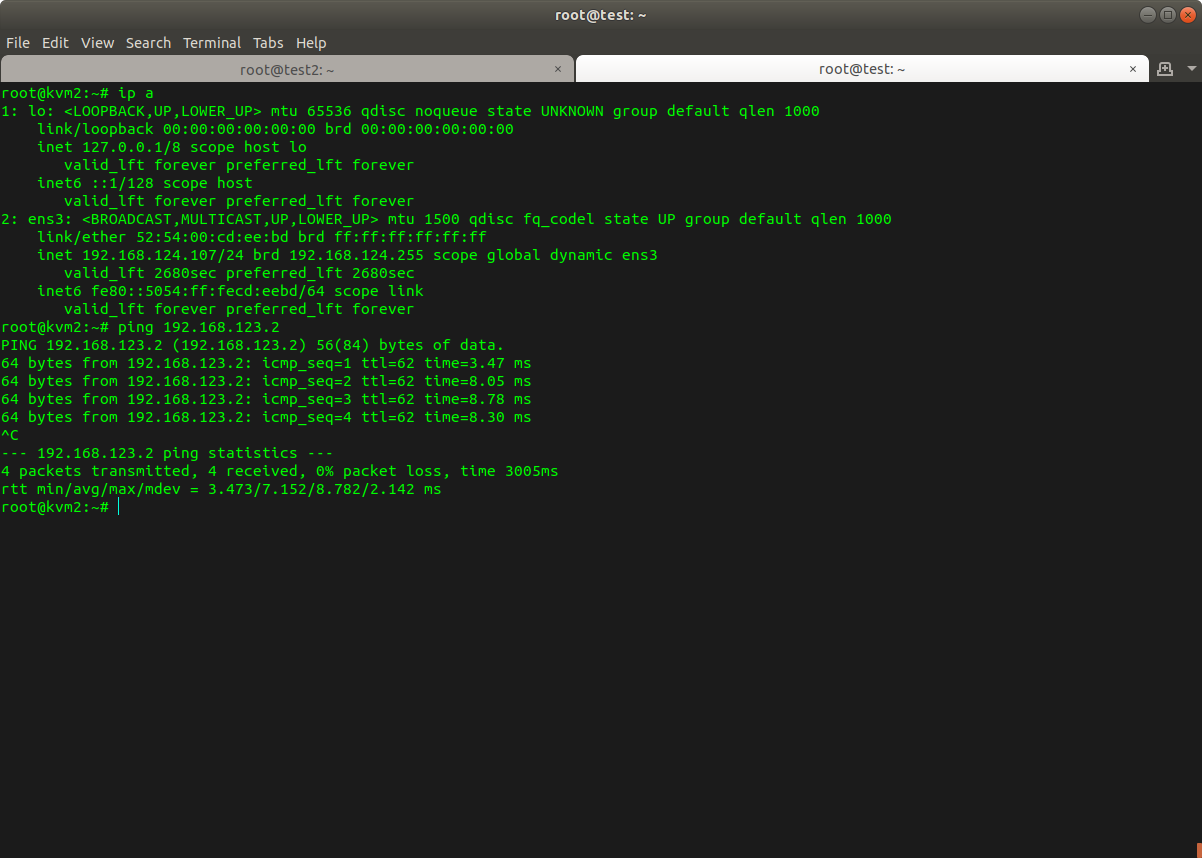 root@test: ~
File Edit View Search Terminal Tabs Help
root@test2: ~ × root@test: ~ ×
root@kvm2:~# ip a
1: lo: <LOOPBACK,UP,LOWER_UP> mtu 65536 qdisc noqueue state UNKNOWN group default qlen 1000
    link/loopback 00:00:00:00:00:00 brd 00:00:00:00:00:00
    inet 127.0.0.1/8 scope host lo
       valid_lft forever preferred_lft forever
    inet6 ::1/128 scope host
       valid_lft forever preferred_lft forever
2: ens3: <BROADCAST,MULTICAST,UP,LOWER_UP> mtu 1500 qdisc fq_codel state UP group default qlen 1000
    link/ether 52:54:00:cd:ee:bd brd ff:ff:ff:ff:ff:ff
    inet 192.168.124.107/24 brd 192.168.124.255 scope global dynamic ens3
       valid_lft 2680sec preferred_lft 2680sec
    inet6 fe80::5054:ff:fecd:eebd/64 scope link
       valid_lft forever preferred_lft forever
root@kvm2:~# ping 192.168.123.2
PING 192.168.123.2 (192.168.123.2) 56(84) bytes of data.
64 bytes from 192.168.123.2: icmp_seq=1 ttl=62 time=3.47 ms
64 bytes from 192.168.123.2: icmp_seq=2 ttl=62 time=8.05 ms
64 bytes from 192.168.123.2: icmp_seq=3 ttl=62 time=8.78 ms
64 bytes from 192.168.123.2: icmp_seq=4 ttl=62 time=8.30 ms
^C
--- 192.168.123.2 ping statistics ---
4 packets transmitted, 4 received, 0% packet loss, time 3005ms
rtt min/avg/max/mdev = 3.473/7.152/8.782/2.142 ms
root@kvm2:~#